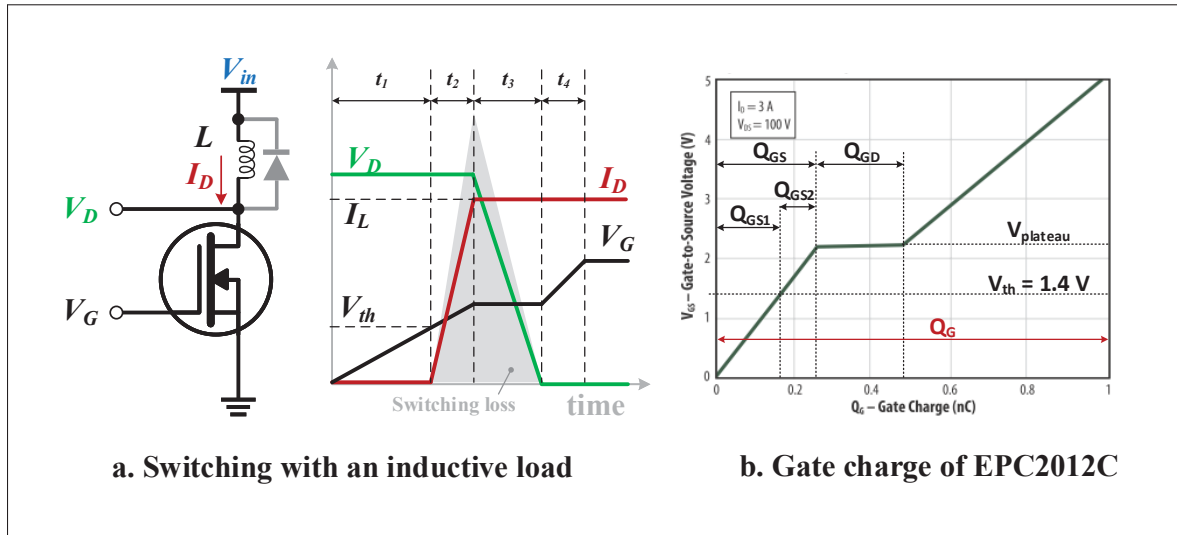 V_in
L
I_D
V_D
V_G
t_1 t_2 t_3 t_4
V_D
I_D
I_L
V_G
V_th
Switching loss
time
a. Switching with an inductive load
5
4
3
2
1
0
V_GS – Gate-to-Source Voltage (V)
I_D = 3 A
V_DS = 100 V
Q_GS Q_GD
Q_GS2
Q_GS1
V_plateau
V_th = 1.4 V
Q_G
0 0.2 0.4 0.6 0.8 1
Q_G – Gate Charge (nC)
b. Gate charge of EPC2012C